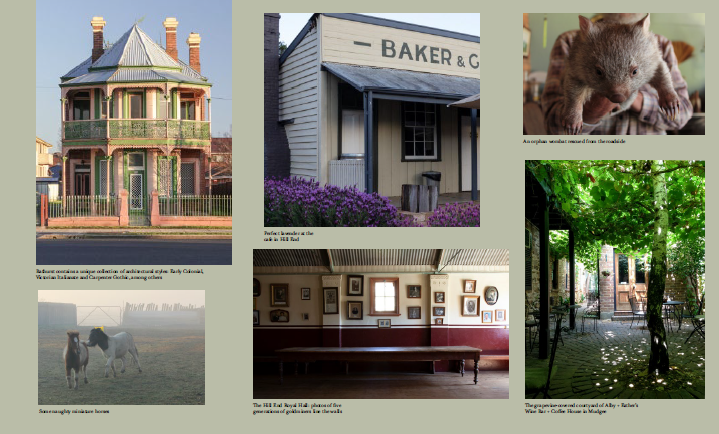 Bathurst contains a unique collection of architectural styles: Early Colonial,
Victorian Italianate and Carpenter Gothic, among others
Some naughty miniature horses
BAKER & G
Perfect lavender at the
café in Hill End
The Hill End Royal Hall: photos of five
generations of goldminers line the walls
An orphan wombat rescued from the roadside
The grapevine-covered courtyard of Alby + Esther's
Wine Bar + Coffee House in Mudgee